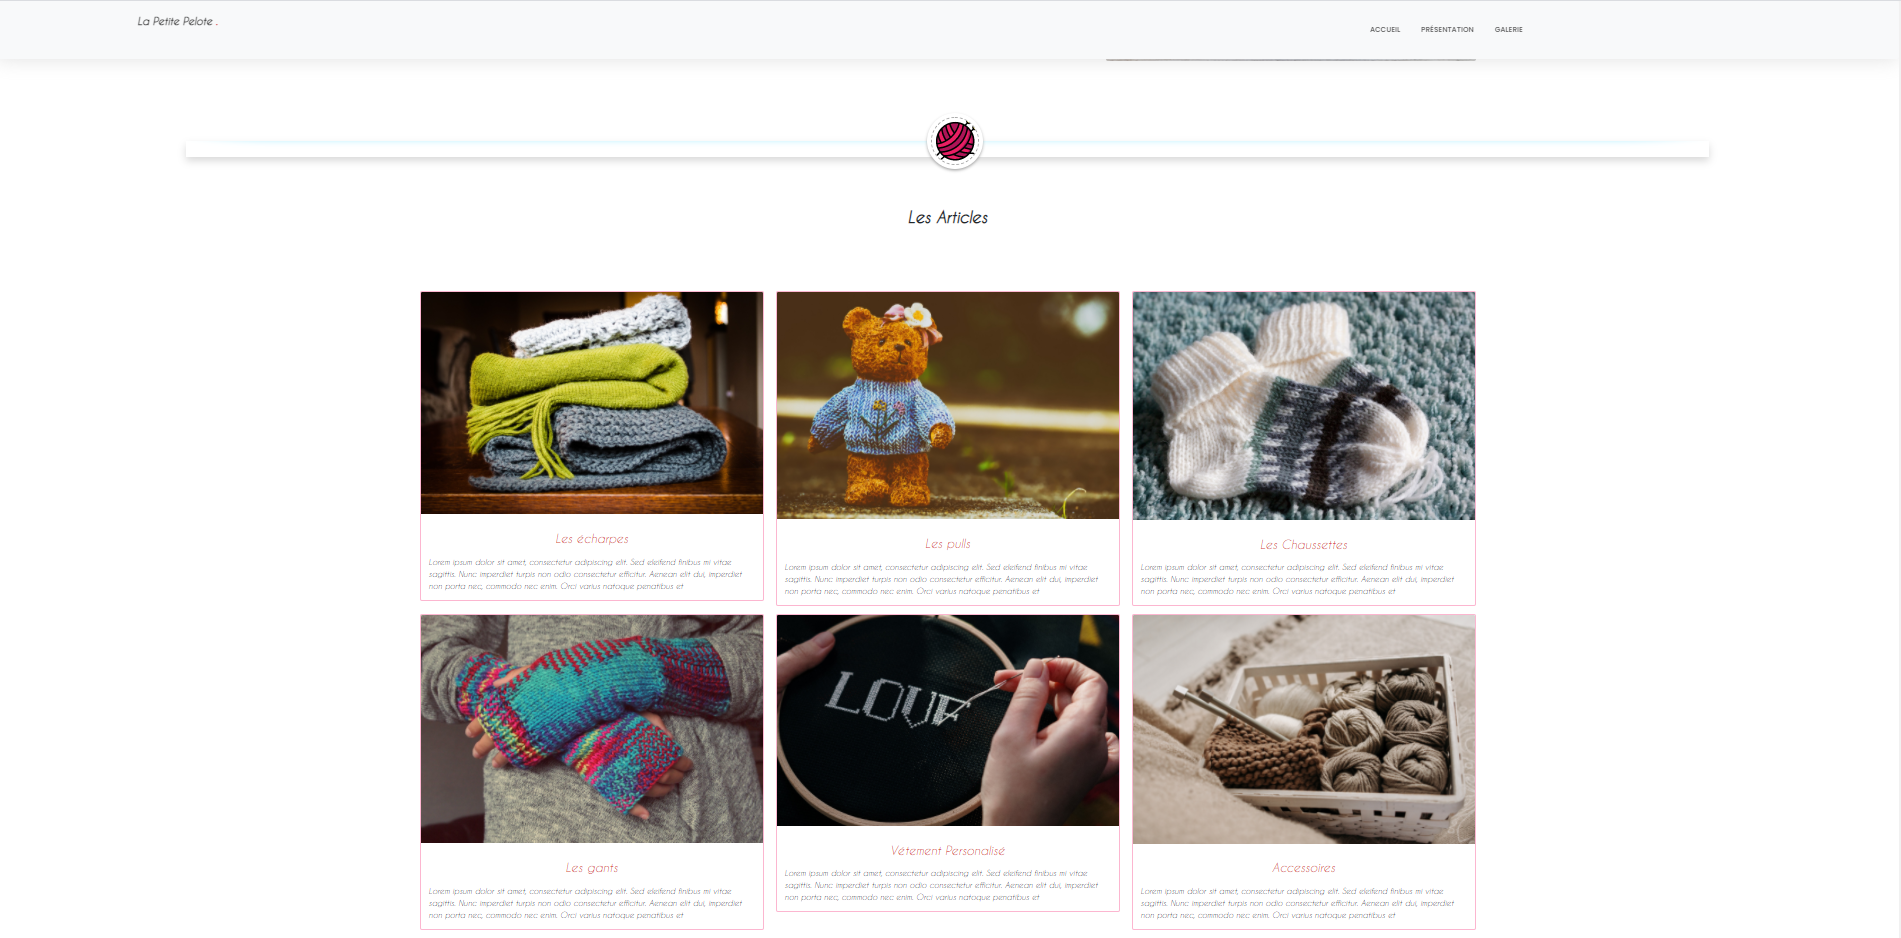 La Petite Pelote .
ACCUEIL PRÉSENTATION GALERIE
Les Articles
Les écharpes
Lorem ipsum dolor sit amet, consectetur adipiscing elit. Sed eleifend finibus mi vitae
sagittis. Nunc imperdiet turpis non odio consectetur efficitur. Aenean elit dui, imperdiet
non porta nec, commodo nec enim. Orci varius natoque penatibus et
Les pulls
Lorem ipsum dolor sit amet, consectetur adipiscing elit. Sed eleifend finibus mi vitae
sagittis. Nunc imperdiet turpis non odio consectetur efficitur. Aenean elit dui, imperdiet
non porta nec, commodo nec enim. Orci varius natoque penatibus et
Les Chaussettes
Lorem ipsum dolor sit amet, consectetur adipiscing elit. Sed eleifend finibus mi vitae
sagittis. Nunc imperdiet turpis non odio consectetur efficitur. Aenean elit dui, imperdiet
non porta nec, commodo nec enim. Orci varius natoque penatibus et
Les gants
Lorem ipsum dolor sit amet, consectetur adipiscing elit. Sed eleifend finibus mi vitae
sagittis. Nunc imperdiet turpis non odio consectetur efficitur. Aenean elit dui, imperdiet
non porta nec, commodo nec enim. Orci varius natoque penatibus et
LOVE
Vétement Personalisé
Lorem ipsum dolor sit amet, consectetur adipiscing elit. Sed eleifend finibus mi vitae
sagittis. Nunc imperdiet turpis non odio consectetur efficitur. Aenean elit dui, imperdiet
non porta nec, commodo nec enim. Orci varius natoque penatibus et
Accessoires
Lorem ipsum dolor sit amet, consectetur adipiscing elit. Sed eleifend finibus mi vitae
sagittis. Nunc imperdiet turpis non odio consectetur efficitur. Aenean elit dui, imperdiet
non porta nec, commodo nec enim. Orci varius natoque penatibus et